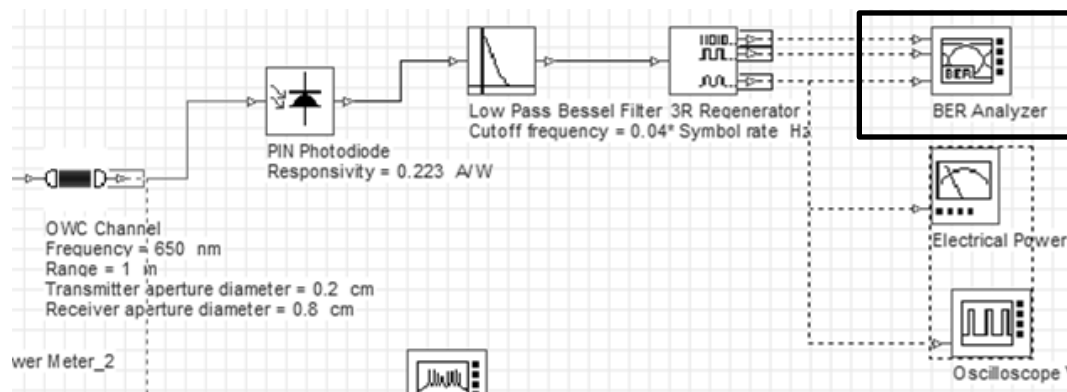 11010
BER
Low Pass Bessel Filter 3R Regenerator
Cutoff frequency = 0.04* Symbol rate Hz
BER Analyzer
PIN Photodiode
Responsivity = 0.223 A/W
OWC Channel
Frequency = 650 nm
Range = 1 m
Transmitter aperture diameter = 0.2 cm
Receiver aperture diameter = 0.8 cm
Electrical Power
wer Meter_2
Oscilloscope V